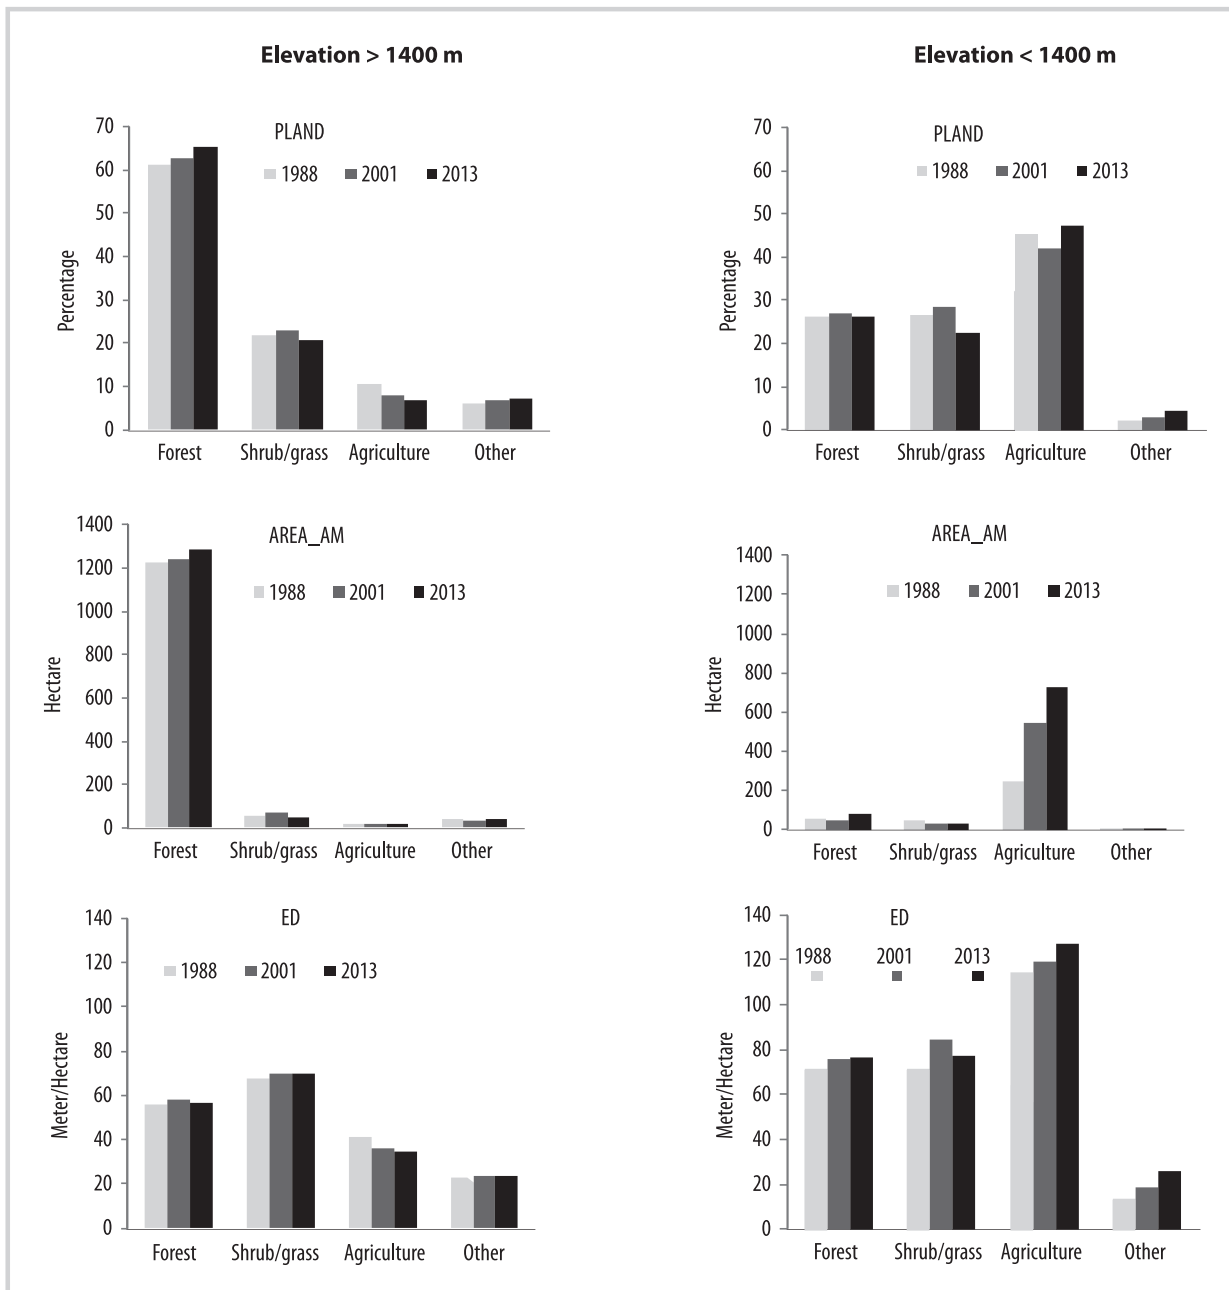 Elevation > 1400 m
PLAND
1988 2001 2013
Percentage
70
60
50
40
30
20
10
0
Forest Shrub/grass Agriculture Other
AREA_AM
1988 2001 2013
Hectare
1400
1200
1000
800
600
400
200
0
Forest Shrub/grass Agriculture Other
ED
1988 2001 2013
Meter/Hectare
140
120
100
80
60
40
20
0
Forest Shrub/grass Agriculture Other
Elevation < 1400 m
PLAND
1988 2001 2013
Percentage
70
60
50
40
30
20
10
0
Forest Shrub/grass Agriculture Other
AREA_AM
1988 2001 2013
Hectare
1400
1200
1000
800
600
400
200
0
Forest Shrub/grass Agriculture Other
ED
1988 2001 2013
Meter/Hectare
140
120
100
80
60
40
20
0
Forest Shrub/grass Agriculture Other